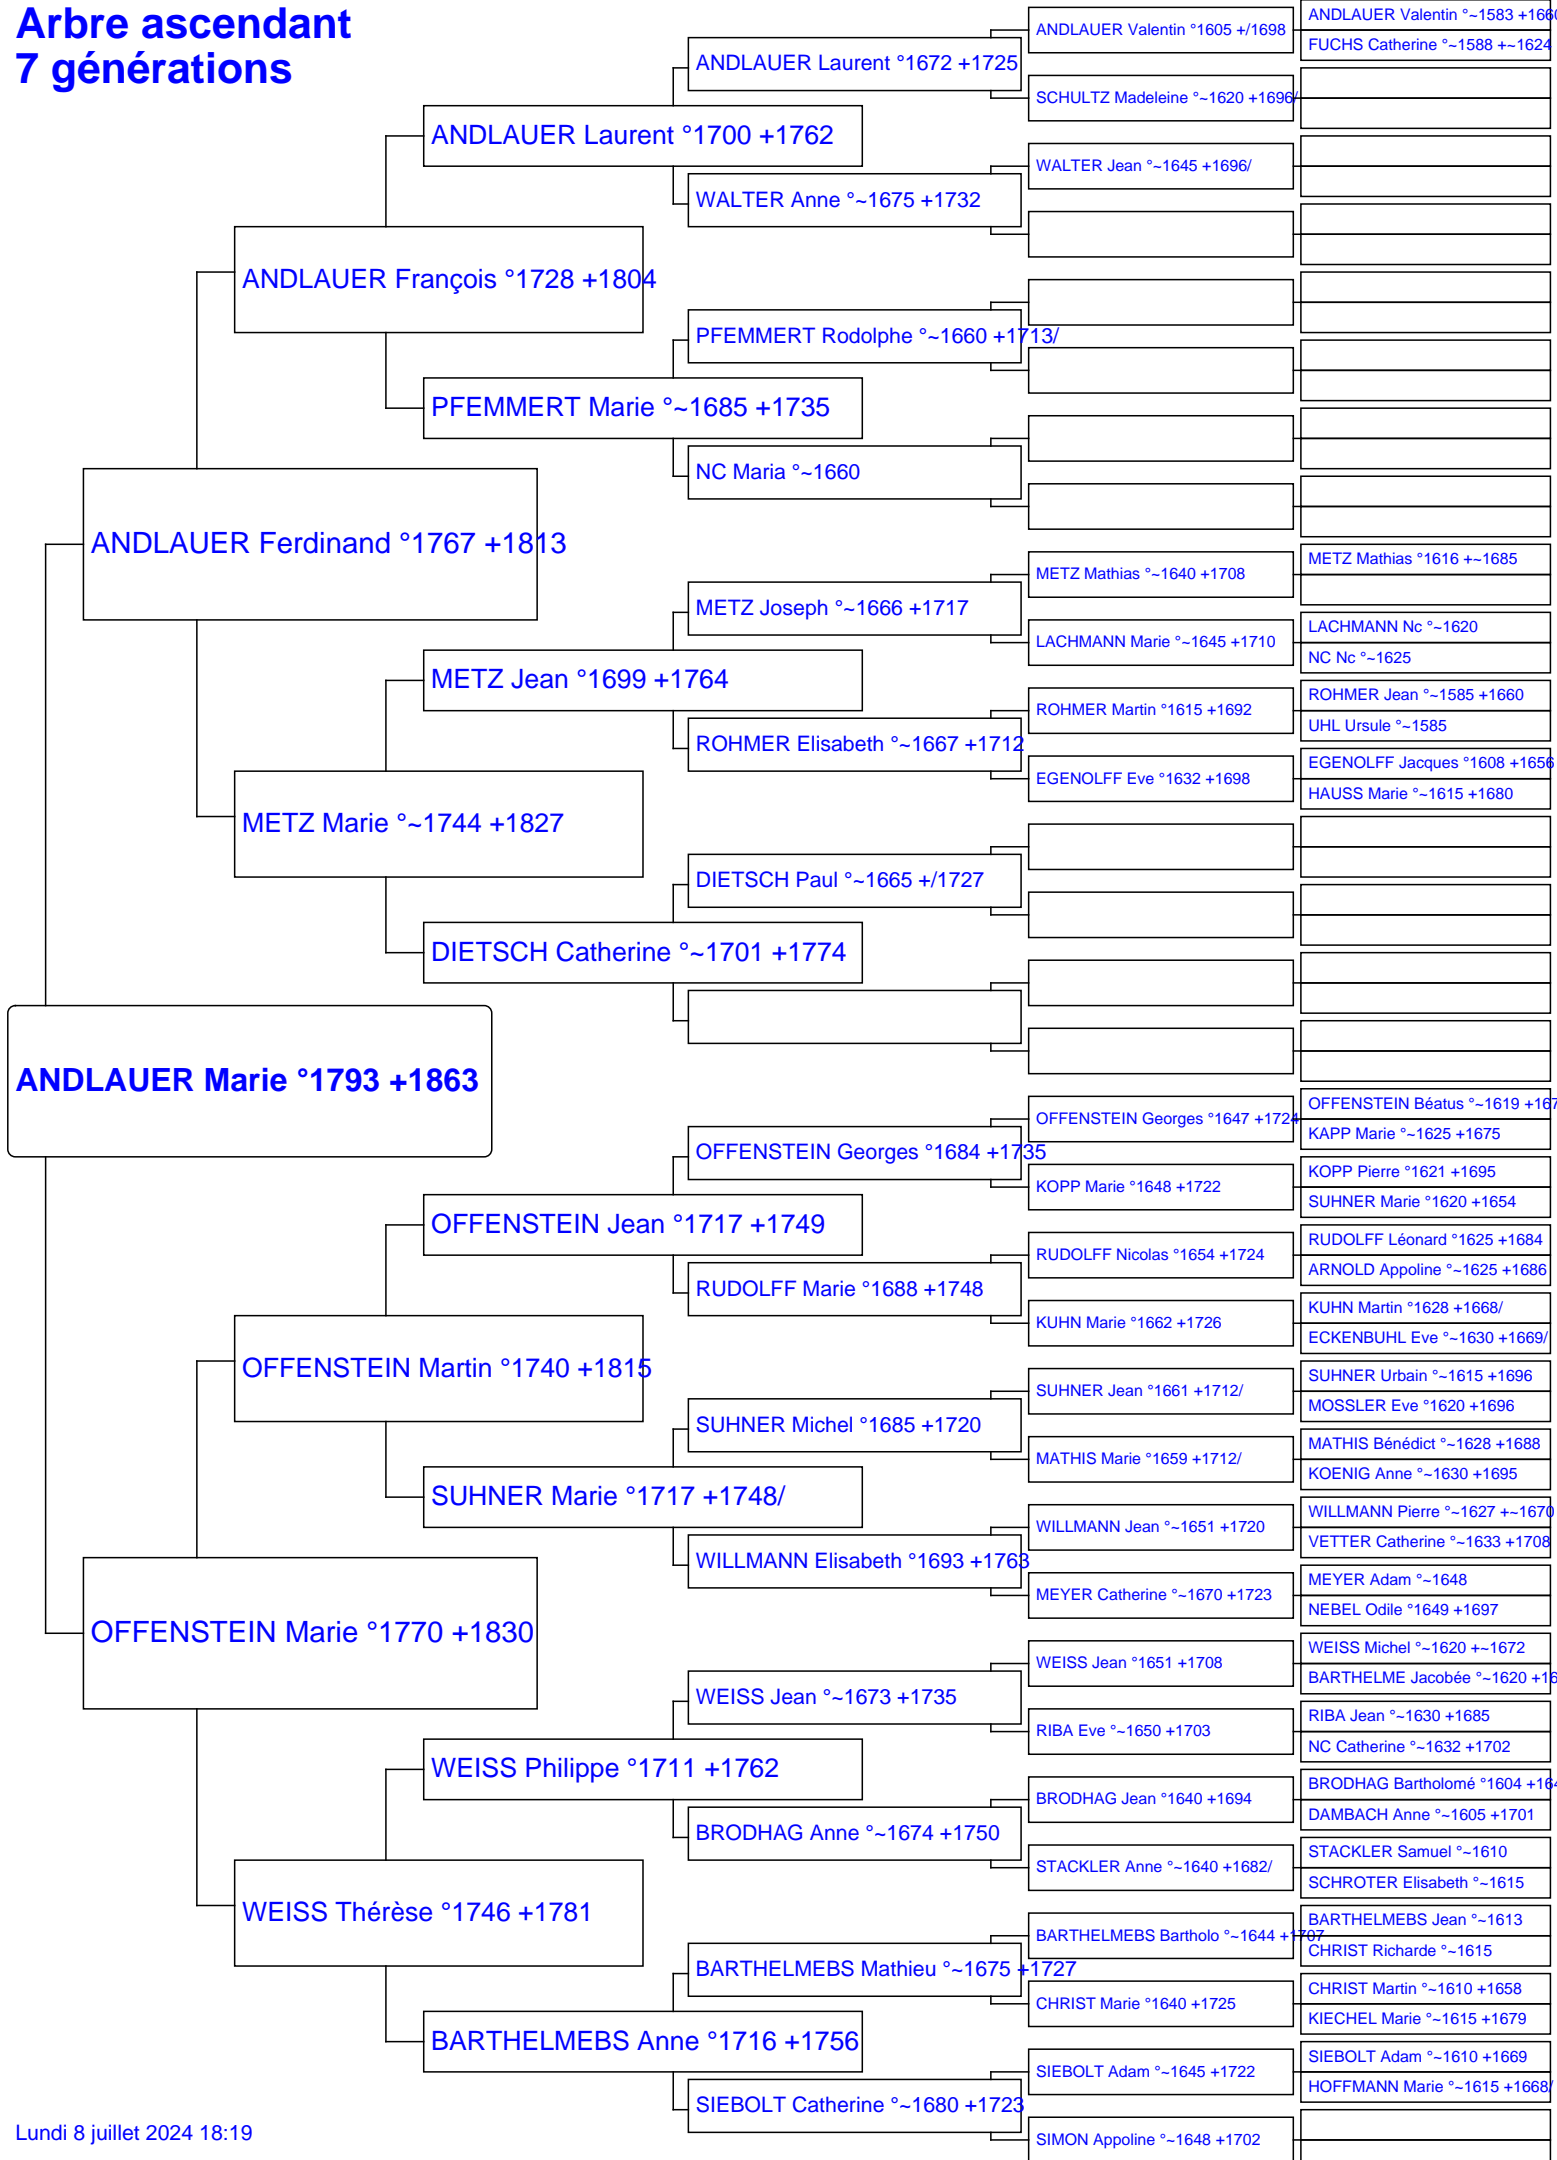 Arbre ascendant
7 générations
ANDLAUER Marie °1793 +1863
ANDLAUER Ferdinand °1767 +1813
OFFENSTEIN Marie °1770 +1830
ANDLAUER François °1728 +1804
METZ Marie °~1744 +1827
OFFENSTEIN Martin °1740 +1815
WEISS Thérèse °1746 +1781
ANDLAUER Laurent °1700 +1762
PFEMMERT Marie °~1685 +1735
METZ Jean °1699 +1764
DIETSCH Catherine °~1701 +1774
OFFENSTEIN Jean °1717 +1749
SUHNER Marie °1717 +1748/
WEISS Philippe °1711 +1762
BARTHELMEBS Anne °1716 +1756
ANDLAUER Laurent °1672 +1725
WALTER Anne °~1675 +1732
PFEMMERT Rodolphe °~1660 +1713/
NC Maria °~1660
METZ Joseph °~1666 +1717
ROHMER Elisabeth °~1667 +1712
DIETSCH Paul °~1665 +/1727
OFFENSTEIN Georges °1684 +1735
RUDOLFF Marie °1688 +1748
SUHNER Michel °1685 +1720
WILLMANN Elisabeth °1693 +1763
WEISS Jean °~1673 +1735
BRODHAG Anne °~1674 +1750
BARTHELMEBS Mathieu °~1675 +1727
SIEBOLT Catherine °~1680 +1723
ANDLAUER Valentin °1605 +/1698
SCHULTZ Madeleine °~1620 +1696/
WALTER Jean °~1645 +1696/
METZ Mathias °~1640 +1708
LACHMANN Marie °~1645 +1710
ROHMER Martin °1615 +1692
EGENOLFF Eve °1632 +1698
OFFENSTEIN Georges °1647 +1724
KOPP Marie °1648 +1722
RUDOLFF Nicolas °1654 +1724
KUHN Marie °1662 +1726
SUHNER Jean °1661 +1712/
MATHIS Marie °1659 +1712/
WILLMANN Jean °~1651 +1720
MEYER Catherine °~1670 +1723
WEISS Jean °1651 +1708
RIBA Eve °~1650 +1703
BRODHAG Jean °1640 +1694
STACKLER Anne °~1640 +1682/
BARTHELMEBS Bartholo °~1644 +1707
CHRIST Marie °1640 +1725
SIEBOLT Adam °~1645 +1722
SIMON Appoline °~1648 +1702
ANDLAUER Valentin °~1583 +1660
FUCHS Catherine °~1588 +~1624
METZ Mathias °1616 +~1685
LACHMANN Nc °~1620
NC Nc °~1625
ROHMER Jean °~1585 +1660
UHL Ursule °~1585
EGENOLFF Jacques °1608 +1656
HAUSS Marie °~1615 +1680
OFFENSTEIN Béatus °~1619 +167
KAPP Marie °~1625 +1675
KOPP Pierre °1621 +1695
SUHNER Marie °1620 +1654
RUDOLFF Léonard °1625 +1684
ARNOLD Appoline °~1625 +1686
KUHN Martin °1628 +1668/
ECKENBUHL Eve °~1630 +1669/
SUHNER Urbain °~1615 +1696
MOSSLER Eve °1620 +1696
MATHIS Bénédict °~1628 +1688
KOENIG Anne °~1630 +1695
WILLMANN Pierre °~1627 +~1670
VETTER Catherine °~1633 +1708
MEYER Adam °~1648
NEBEL Odile °1649 +1697
WEISS Michel °~1620 +~1672
BARTHELME Jacobée °~1620 +16
RIBA Jean °~1630 +1685
NC Catherine °~1632 +1702
BRODHAG Bartholomé °1604 +164
DAMBACH Anne °~1605 +1701
STACKLER Samuel °~1610
SCHROTER Elisabeth °~1615
BARTHELMEBS Jean °~1613
CHRIST Richarde °~1615
CHRIST Martin °~1610 +1658
KIECHEL Marie °~1615 +1679
SIEBOLT Adam °~1610 +1669
HOFFMANN Marie °~1615 +1668/
Lundi 8 juillet 2024 18:19